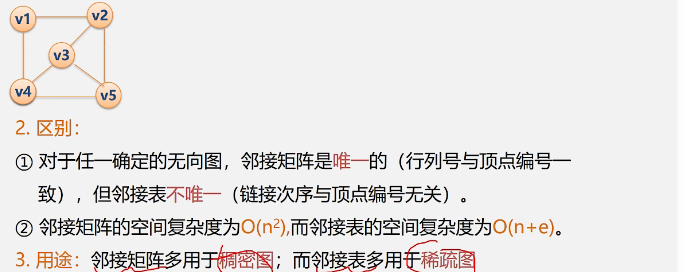 v1
v2
v3
v4
v5
2. 区别：
① 对于任一确定的无向图，邻接矩阵是唯一的（行列号与顶点编号一
致），但邻接表不唯一（链接次序与顶点编号无关）。
② 邻接矩阵的空间复杂度为O(n²),而邻接表的空间复杂度为O(n+e)。
3. 用途：邻接矩阵多用于稠密图；而邻接表多用于稀疏图